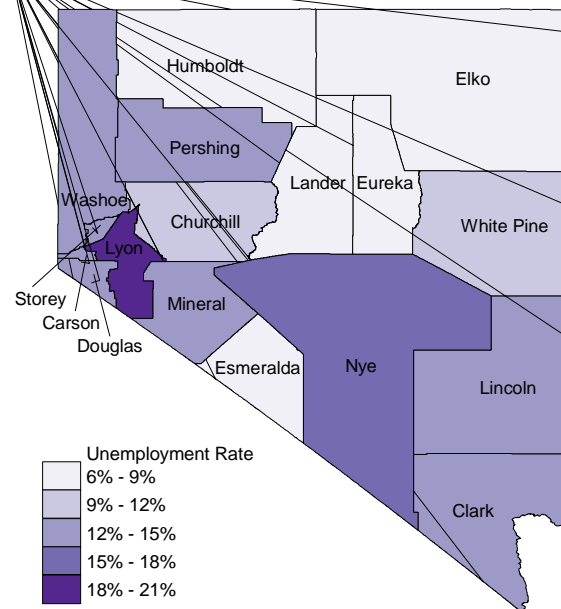 Humboldt
Elko
Pershing
Lander
Eureka
Washoe
Churchill
White Pine
Lyon
Storey
Mineral
Carson
Douglas
Esmeralda
Nye
Lincoln
Clark
Unemployment Rate
6% - 9%
9% - 12%
12% - 15%
15% - 18%
18% - 21%